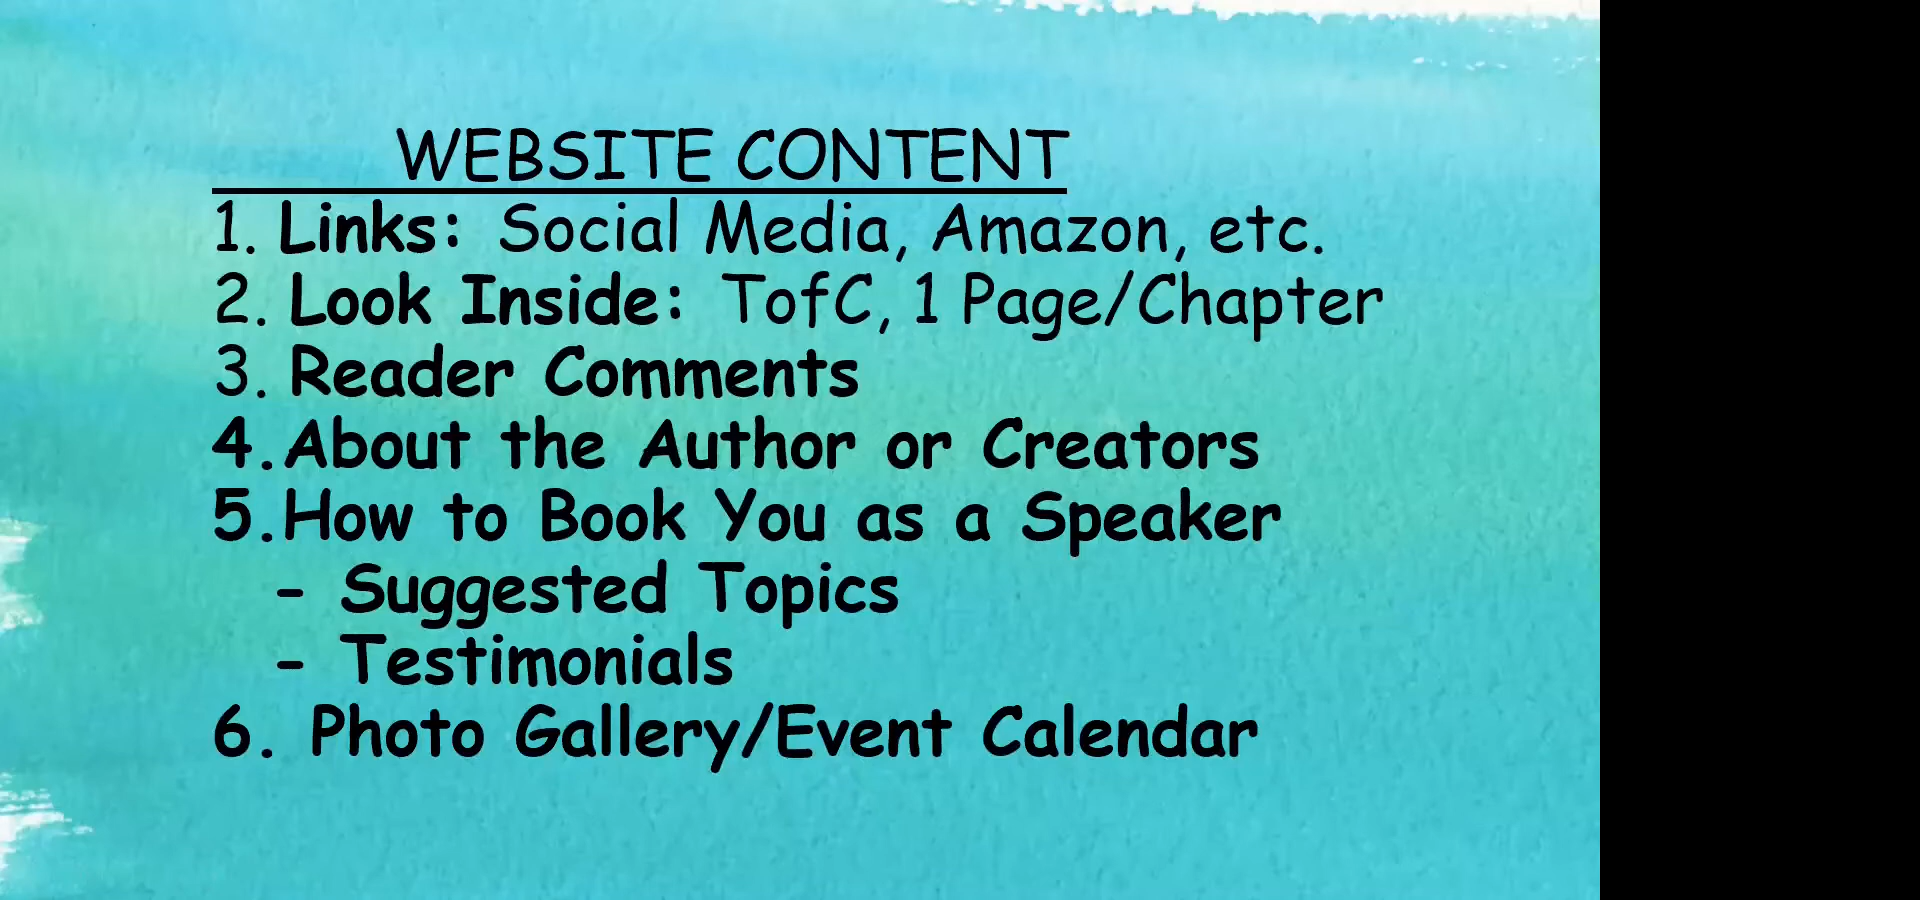 WEBSITE CONTENT
1. Links: Social Media, Amazon, etc.
2. Look Inside: TofC, 1 Page/Chapter
3. Reader Comments
4.About the Author or Creators
5.How to Book You as a Speaker
- Suggested Topics
- Testimonials
6. Photo Gallery/Event Calendar